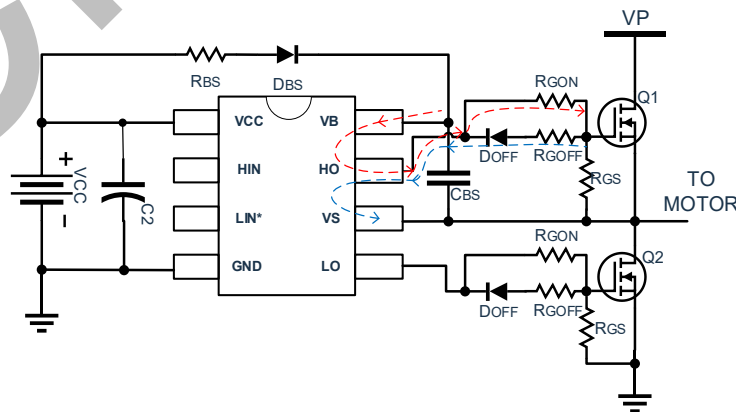 VP
RBS
DBS
RGON
Q1
VCC
VB
DOFF
RGOFF
HIN
HO
CBS
RGS
+
VCC
-
C2
LIN*
VS
TO
MOTOR
GND
LO
RGON
Q2
DOFF
RGOFF
RGS